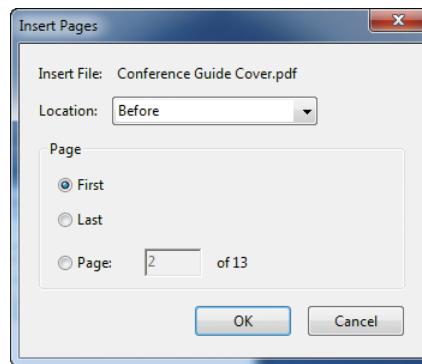 Insert Pages
Insert File: Conference Guide Cover.pdf
Location: Before
Page
First
Last
Page: 2 of 13
OK Cancel